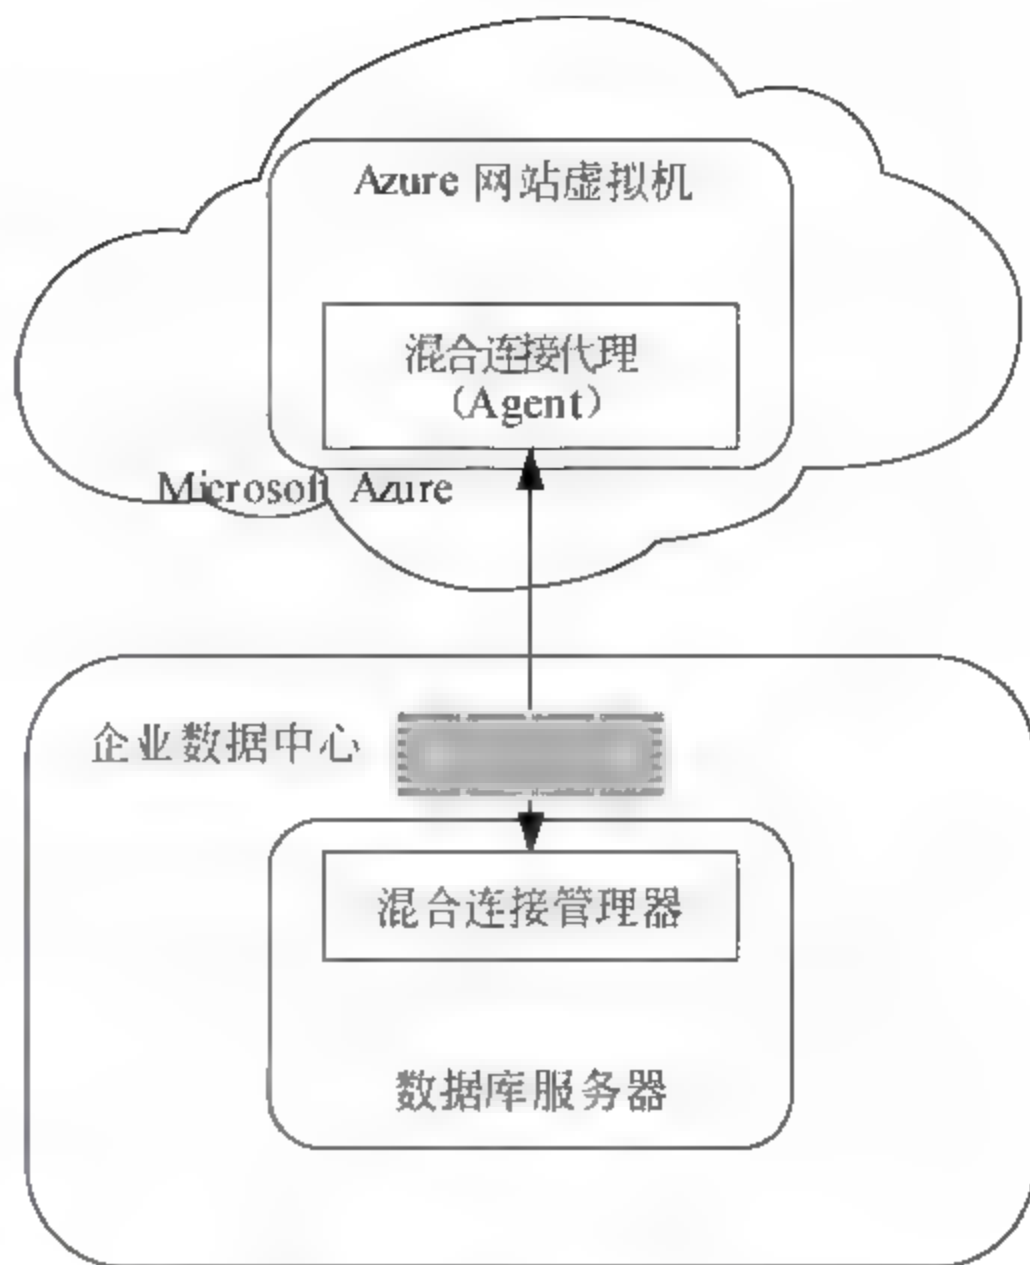 Azure 网站虚拟机
混合连接代理
（Agent）
Microsoft Azure
企业数据中心
混合连接管理器
数据库服务器